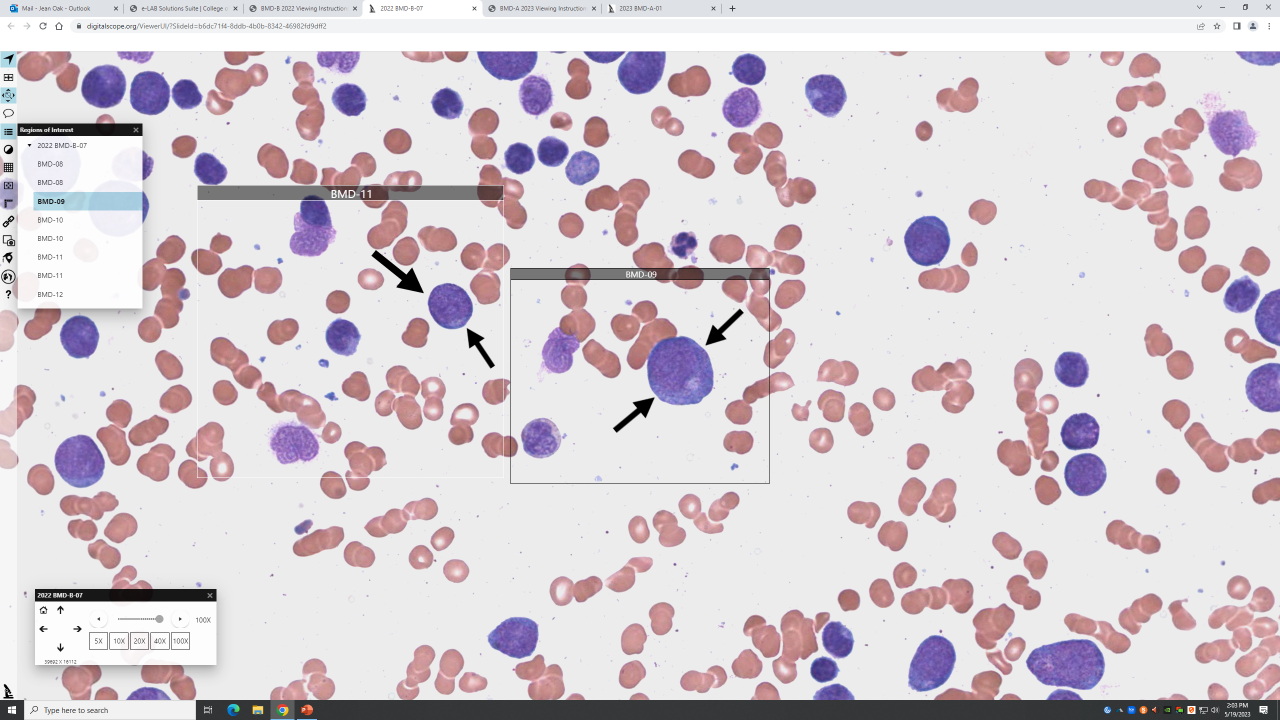 Mail - Jean Oak - Outlook
e-LAB Solutions Suite | College o
BMD-B 2022 Viewing Instruction
2022 BMD-B-07
BMD-A 2023 Viewing Instruction
2023 BMD-A-01
digitalscope.org/ViewerUI/?SlideId=b6dc71f4-8ddb-4b0b-8342-46982fd9dff2
Regions of Interest
2022 BMD-B-07
BMD-08
BMD-08
BMD-09
BMD-10
BMD-10
BMD-11
BMD-11
BMD-12
BMD-11
BMD-09
2022 BMD-B-07
100X
5X 10X 20X 40X 100X
39692 X 16112
Type here to search
2:03 PM
5/19/2023